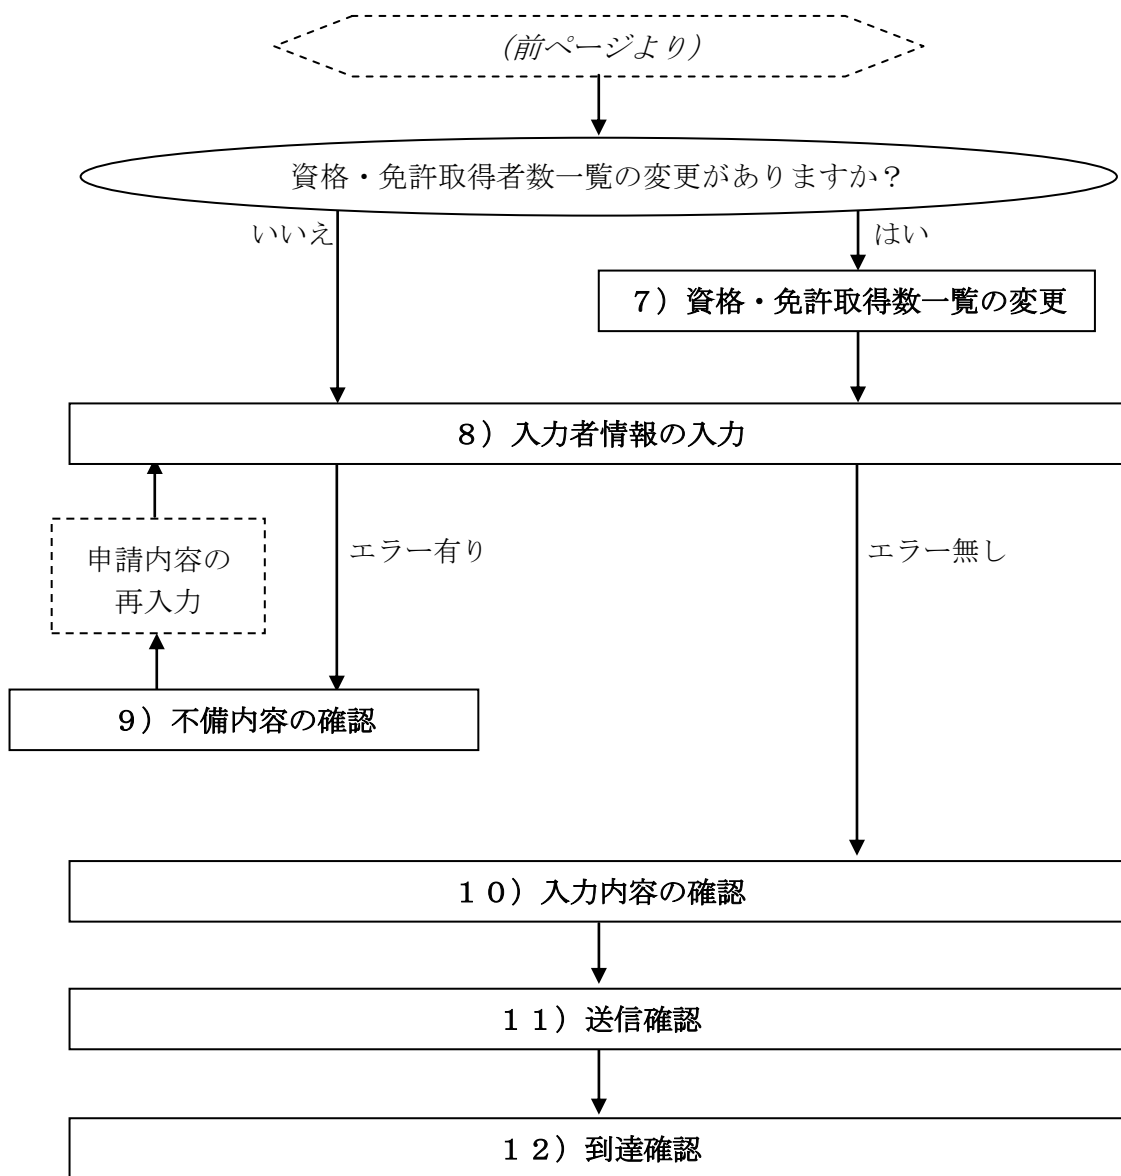 (前ページより)
資格・免許取得者数一覧の変更がありますか？
いいえ
はい
７）資格・免許取得数一覧の変更
８）入力者情報の入力
申請内容の
再入力
エラー有り
エラー無し
９）不備内容の確認
１０）入力内容の確認
１１）送信確認
１２）到達確認